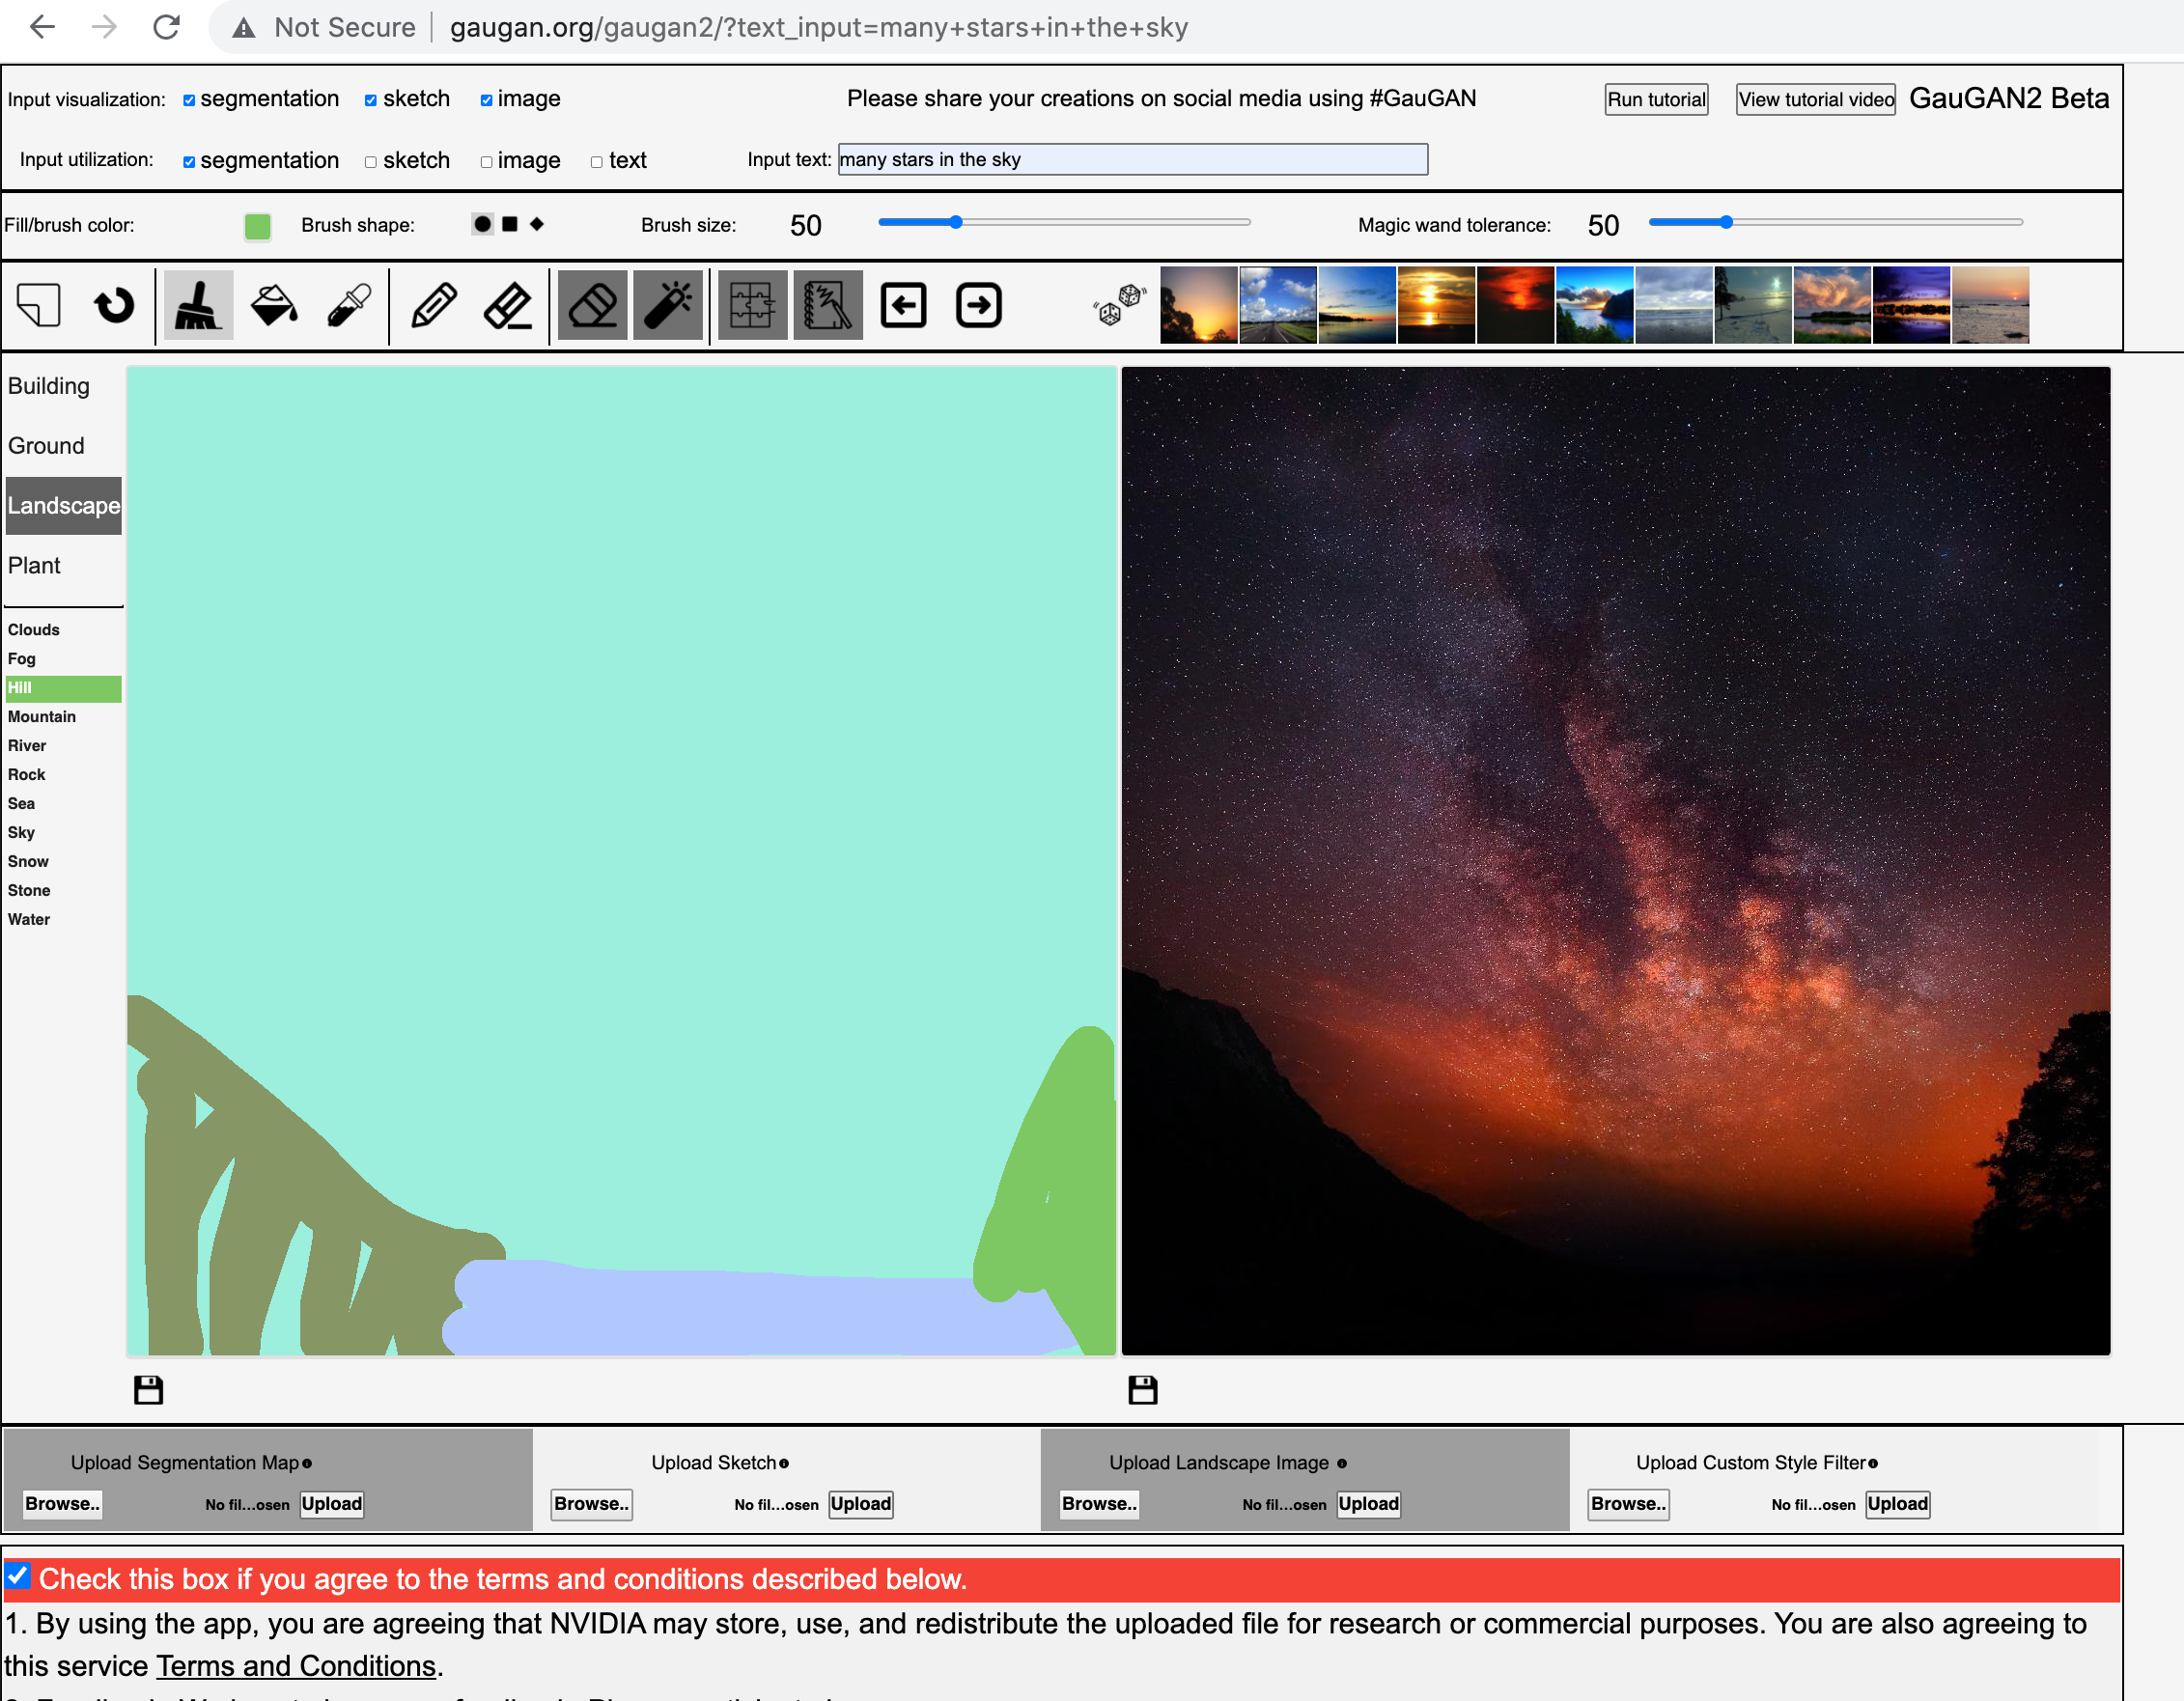 Not Secure gaugan.org/gaugan2/?text_input=many+stars+in+the+sky
Input visualization: segmentation sketch image Please share your creations on social media using #GauGAN Run tutorial View tutorial video GauGAN2 Beta
Input utilization: segmentation sketch image text Input text: many stars in the sky
Fill/brush color: Brush shape: Brush size: 50 Magic wand tolerance: 50
Building
Ground
Landscape
Plant
Clouds
Fog
Hill
Mountain
River
Rock
Sea
Sky
Snow
Stone
Water
Upload Segmentation Map Upload Sketch Upload Landscape Image Upload Custom Style Filter
Browse.. No fil...osen Upload Browse.. No fil...osen Upload Browse.. No fil...osen Upload Browse.. No fil...osen Upload
Check this box if you agree to the terms and conditions described below.
1. By using the app, you are agreeing that NVIDIA may store, use, and redistribute the uploaded file for research or commercial purposes. You are also agreeing to
this service Terms and Conditions.